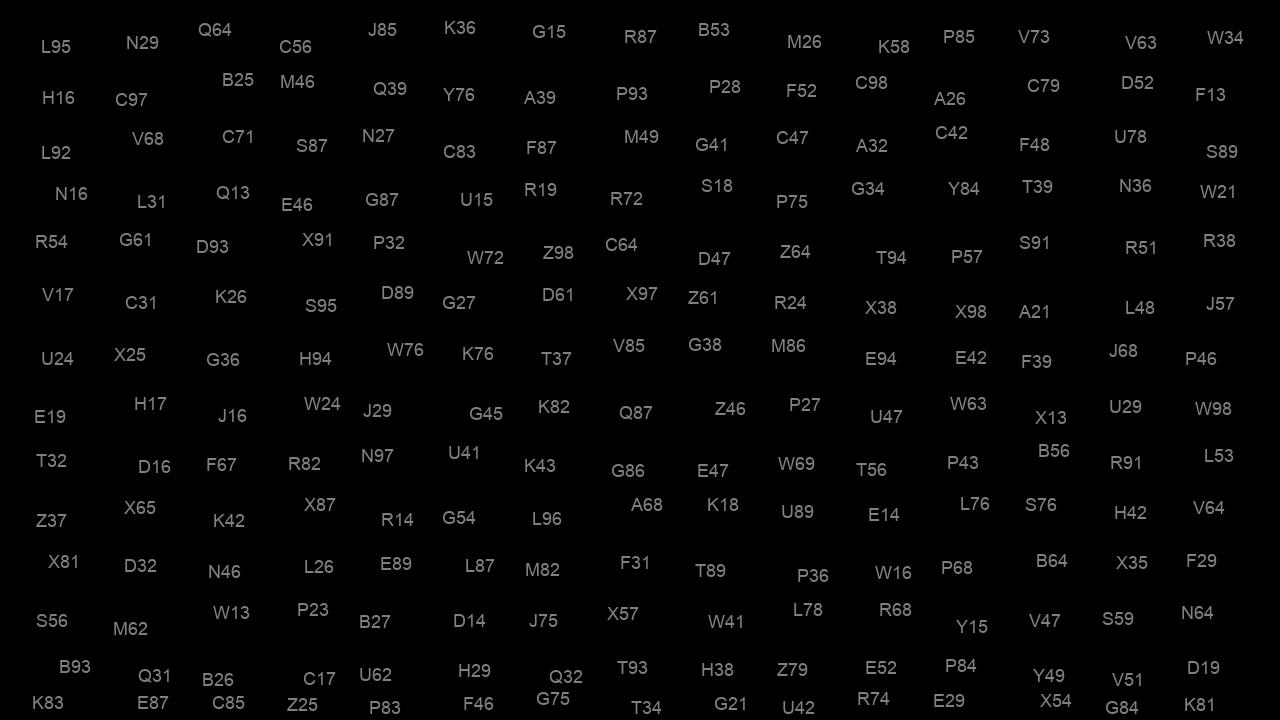 L95 N29 Q64 C56 J85 K36 G15 R87 B53 M26 K58 P85 V73 V63 W34
H16 C97 B25 M46 Q39 Y76 A39 P93 P28 F52 C98 A26 C79 D52 F13
L92 V68 C71 S87 N27 C83 F87 M49 G41 C47 A32 C42 F48 U78 S89
N16 L31 Q13 E46 G87 U15 R19 R72 S18 P75 G34 Y84 T39 N36 W21
R54 G61 D93 X91 P32 W72 Z98 C64 D47 Z64 T94 P57 S91 R51 R38
V17 C31 K26 S95 D89 G27 D61 X97 Z61 R24 X38 X98 A21 L48 J57
U24 X25 G36 H94 W76 K76 T37 V85 G38 M86 E94 E42 F39 J68 P46
E19 H17 J16 W24 J29 G45 K82 Q87 Z46 P27 U47 W63 X13 U29 W98
T32 D16 F67 R82 N97 U41 K43 G86 E47 W69 T56 P43 B56 R91 L53
Z37 X65 K42 X87 R14 G54 L96 A68 K18 U89 E14 L76 S76 H42 V64
X81 D32 N46 L26 E89 L87 M82 F31 T89 P36 W16 P68 B64 X35 F29
S56 M62 W13 P23 B27 D14 J75 X57 W41 L78 R68 Y15 V47 S59 N64
B93 Q31 B26 C17 U62 H29 Q32 T93 H38 Z79 E52 P84 Y49 V51 D19
K83 E87 C85 Z25 P83 F46 G75 T34 G21 U42 R74 E29 X54 G84 K81